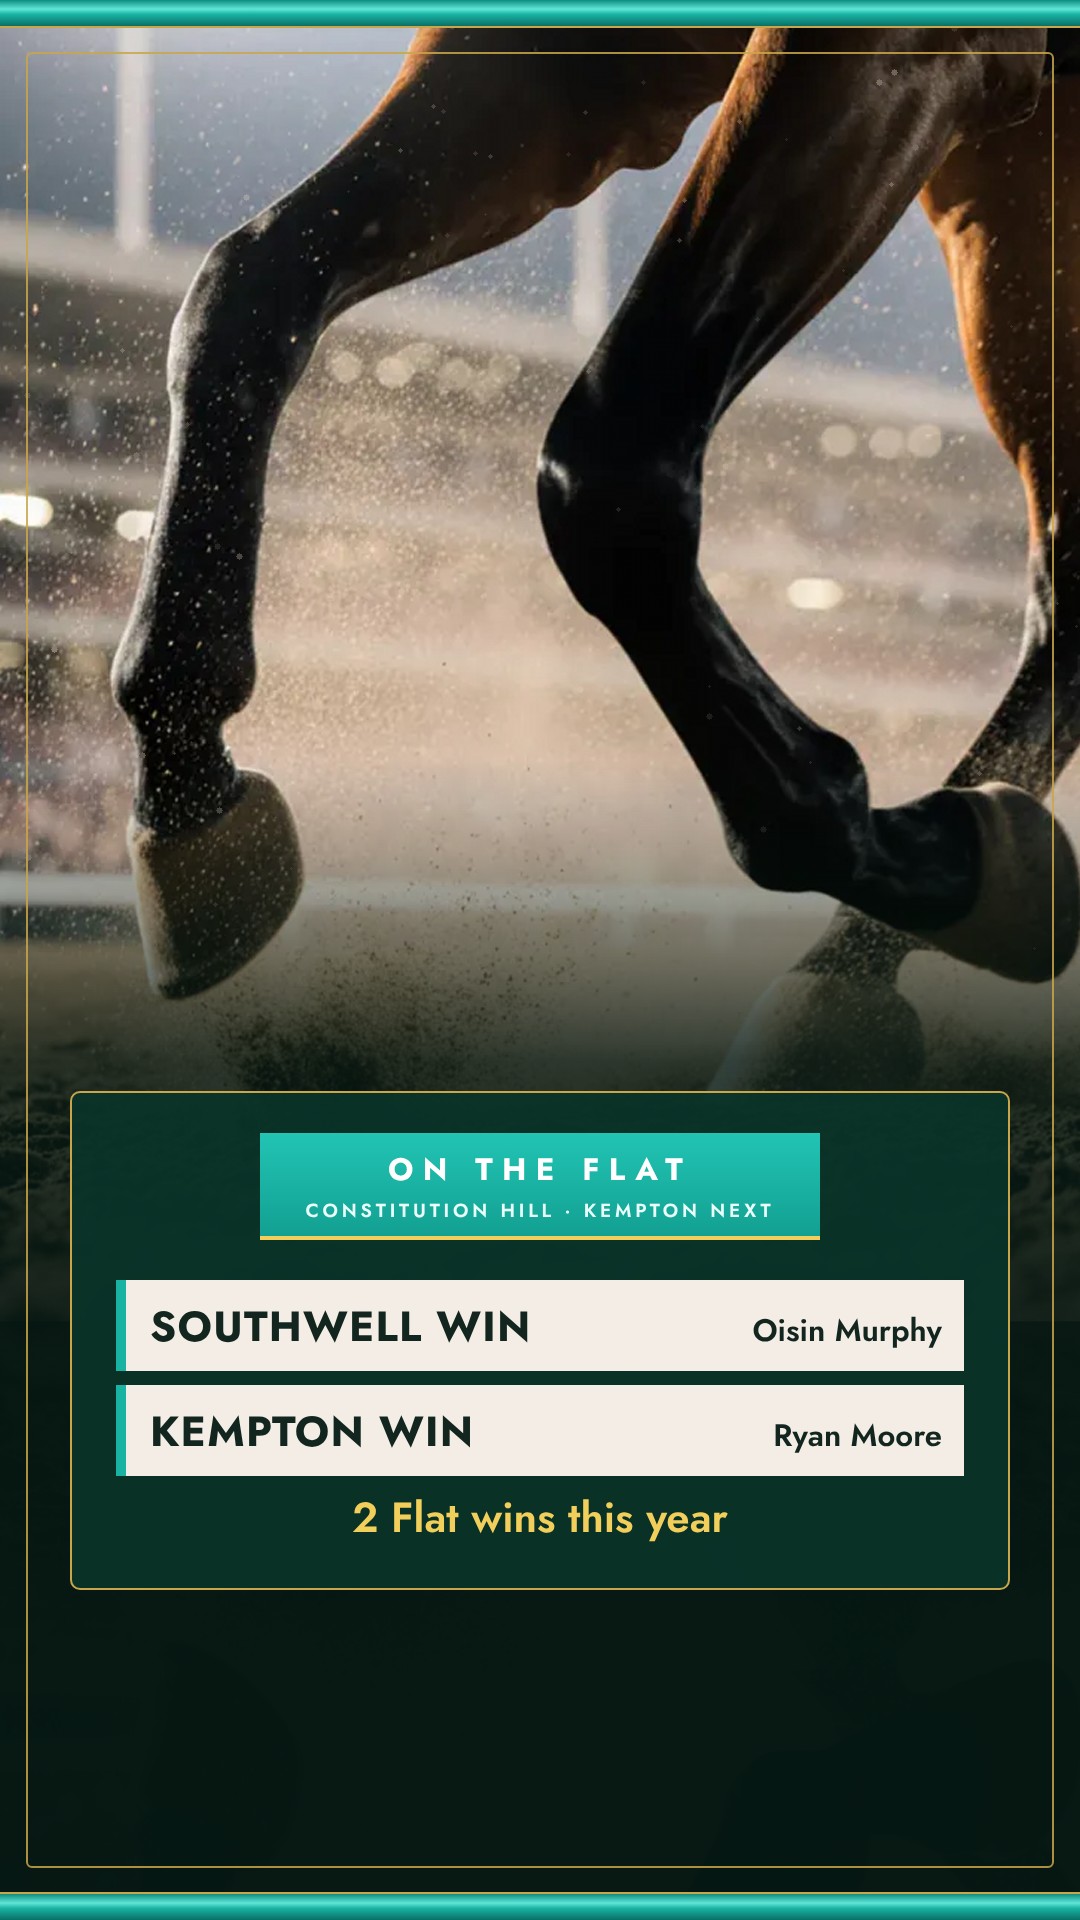 ON THE FLAT
CONSTITUTION HILL · KEMPTON NEXT
SOUTHWELL WIN Oisin Murphy
KEMPTON WIN Ryan Moore
2 Flat wins this year